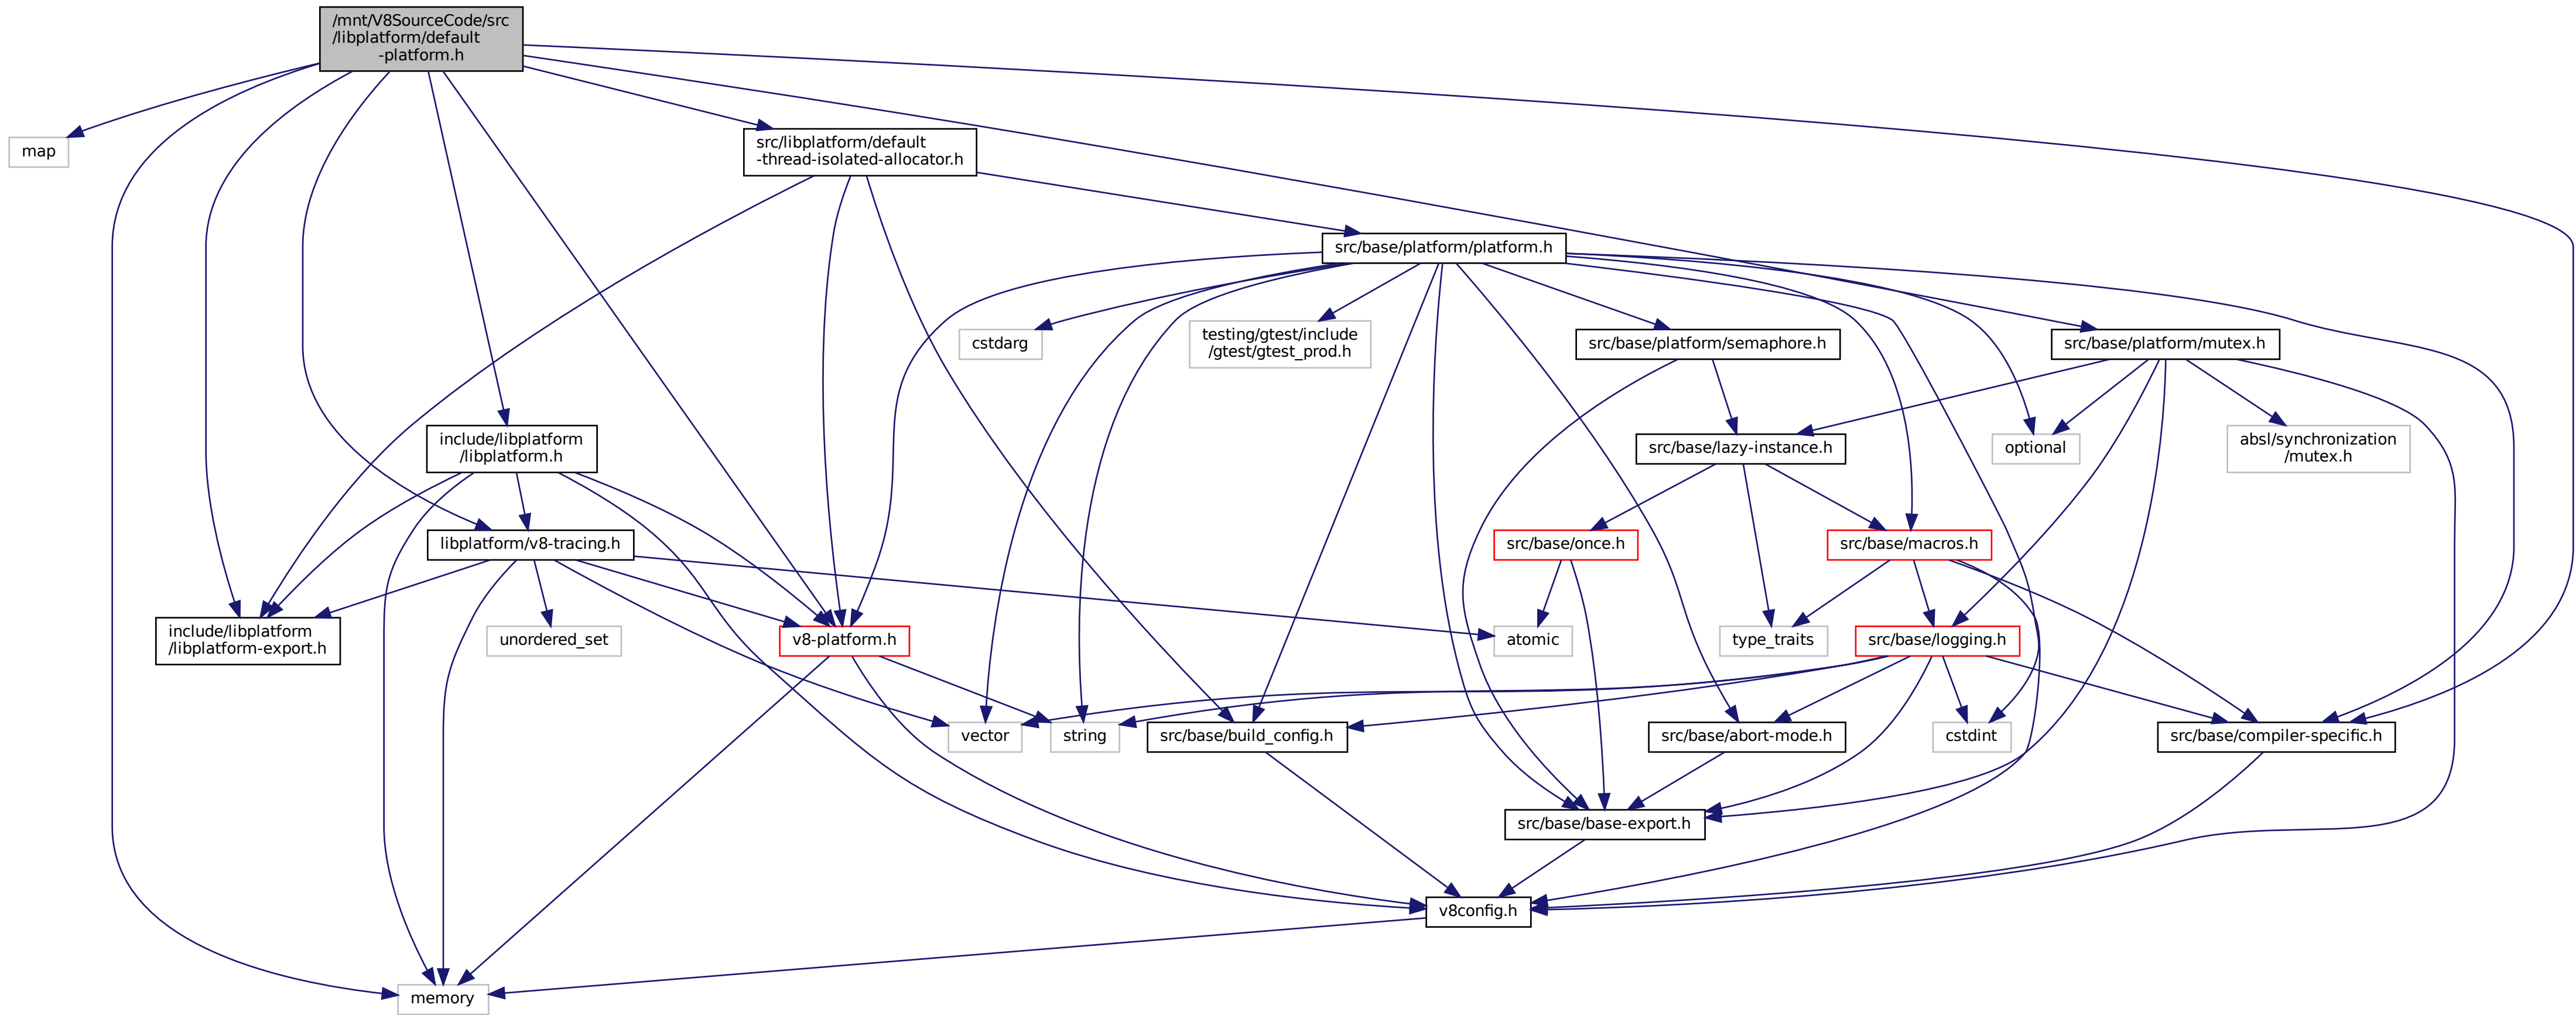 /mnt/V8SourceCode/src
/libplatform/default
-platform.h
map
src/libplatform/default
-thread-isolated-allocator.h
src/base/platform/platform.h
cstdarg
testing/gtest/include
/gtest/gtest_prod.h
src/base/platform/semaphore.h
src/base/platform/mutex.h
include/libplatform
/libplatform.h
src/base/lazy-instance.h
optional
absl/synchronization
/mutex.h
libplatform/v8-tracing.h
src/base/once.h
src/base/macros.h
include/libplatform
/libplatform-export.h
unordered_set
v8-platform.h
atomic
type_traits
src/base/logging.h
vector
string
src/base/build_config.h
src/base/abort-mode.h
cstdint
src/base/compiler-specific.h
src/base/base-export.h
v8config.h
memory